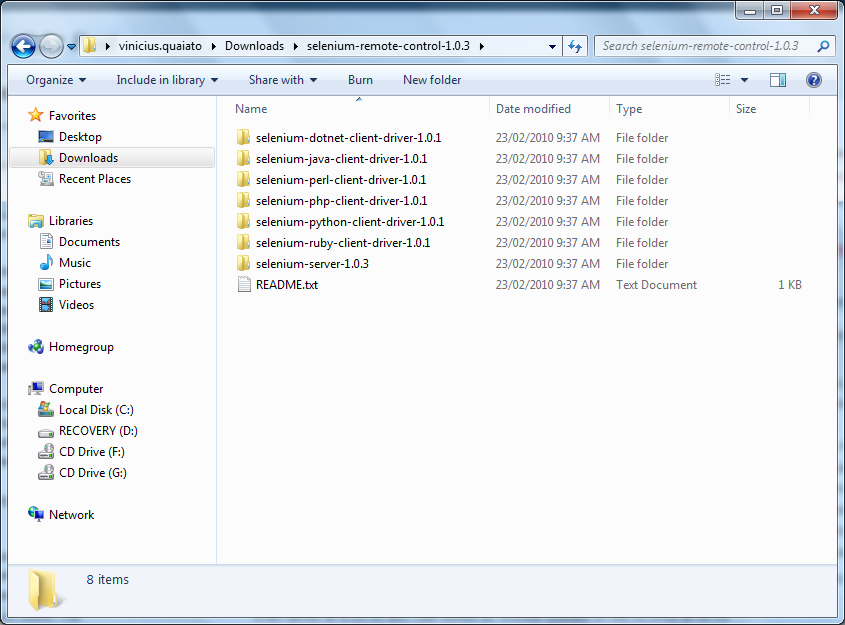 vinicius.quaiato Downloads selenium-remote-control-1.0.3 Search selenium-remote-control-1.0.3
Organize Include in library Share with Burn New folder
Name Date modified Type Size
Favorites
Desktop
Downloads
Recent Places
Libraries
Documents
Music
Pictures
Videos
Homegroup
Computer
Local Disk (C:)
RECOVERY (D:)
CD Drive (F:)
CD Drive (G:)
Network
selenium-dotnet-client-driver-1.0.1 23/02/2010 9:37 AM File folder
selenium-java-client-driver-1.0.1 23/02/2010 9:37 AM File folder
selenium-perl-client-driver-1.0.1 23/02/2010 9:37 AM File folder
selenium-php-client-driver-1.0.1 23/02/2010 9:37 AM File folder
selenium-python-client-driver-1.0.1 23/02/2010 9:37 AM File folder
selenium-ruby-client-driver-1.0.1 23/02/2010 9:37 AM File folder
selenium-server-1.0.3 23/02/2010 9:37 AM File folder
README.txt 23/02/2010 9:37 AM Text Document 1 KB
8 items